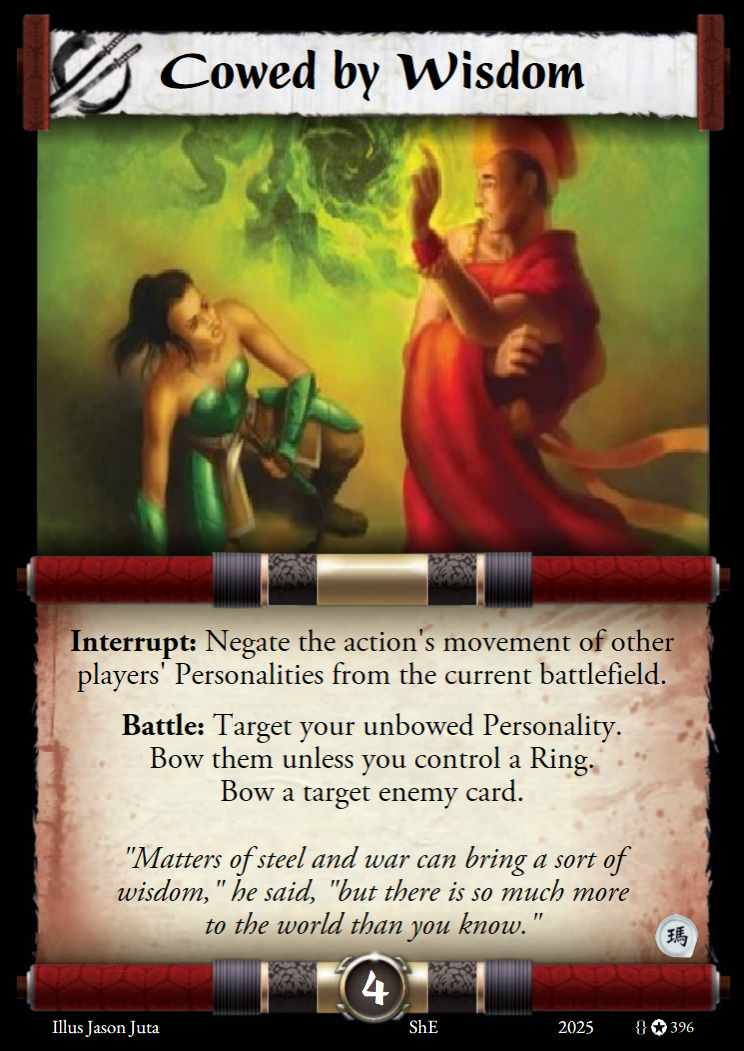 Cowed by Wisdom
Interrupt: Negate the action's movement of other
players' Personalities from the current battlefield.
Battle: Target your unbowed Personality.
Bow them unless you control a Ring.
Bow a target enemy card.
"Matters of steel and war can bring a sort of
wisdom," he said, "but there is so much more
to the world than you know."
瑪
4
Illus Jason Juta ShE 2025 {} 396